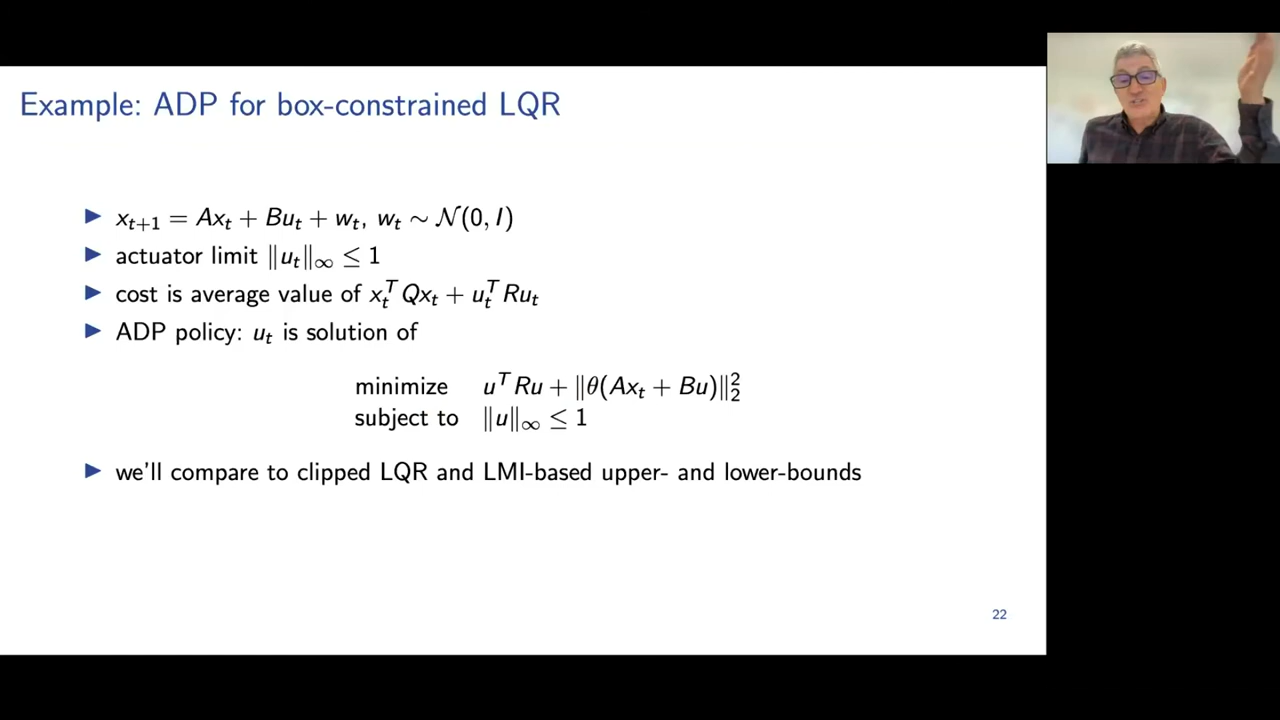 Example: ADP for box-constrained LQR
▶ x_{t+1} = Ax_t + Bu_t + w_t, w_t ∼ 𝒩(0, I)
▶ actuator limit ‖u_t‖_∞ ≤ 1
▶ cost is average value of x_t^T Qx_t + u_t^T Ru_t
▶ ADP policy: u_t is solution of
minimize u^T Ru + ‖θ(Ax_t + Bu)‖_2^2
subject to ‖u‖_∞ ≤ 1
▶ we'll compare to clipped LQR and LMI-based upper- and lower-bounds
22